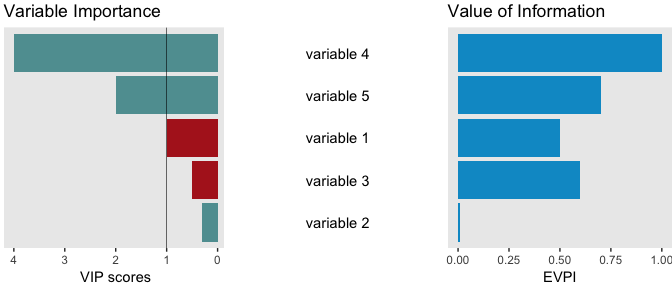 Variable Importance
Value of Information
variable 4
variable 5
variable 1
variable 3
variable 2
4 3 2 1 0
0.00 0.25 0.50 0.75 1.00
VIP scores
EVPI